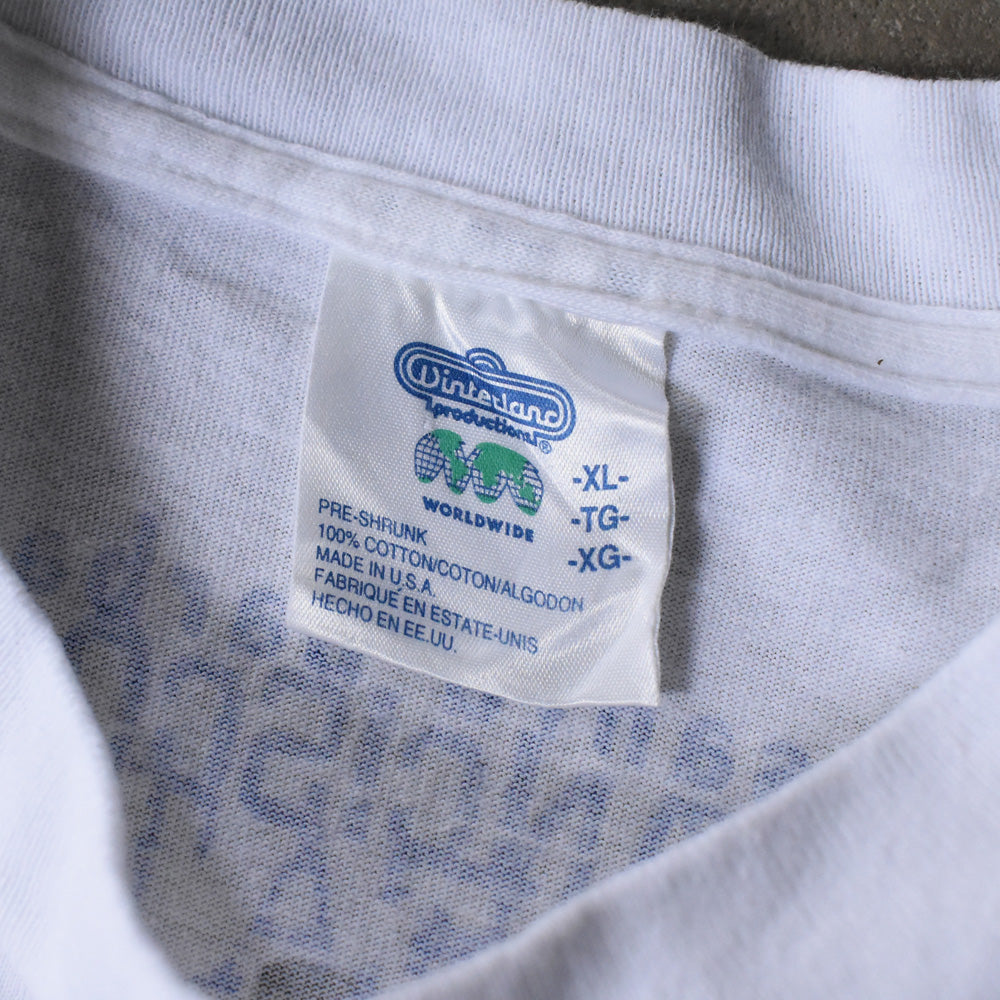 Winterland
productions®
WORLDWIDE
-XL-
-TG-
-XG-
PRE-SHRUNK
100% COTTON/COTON/ALGODON
MADE IN U.S.A.
FABRIQUÉ EN ESTATE-UNIS
HECHO EN EE.UU.